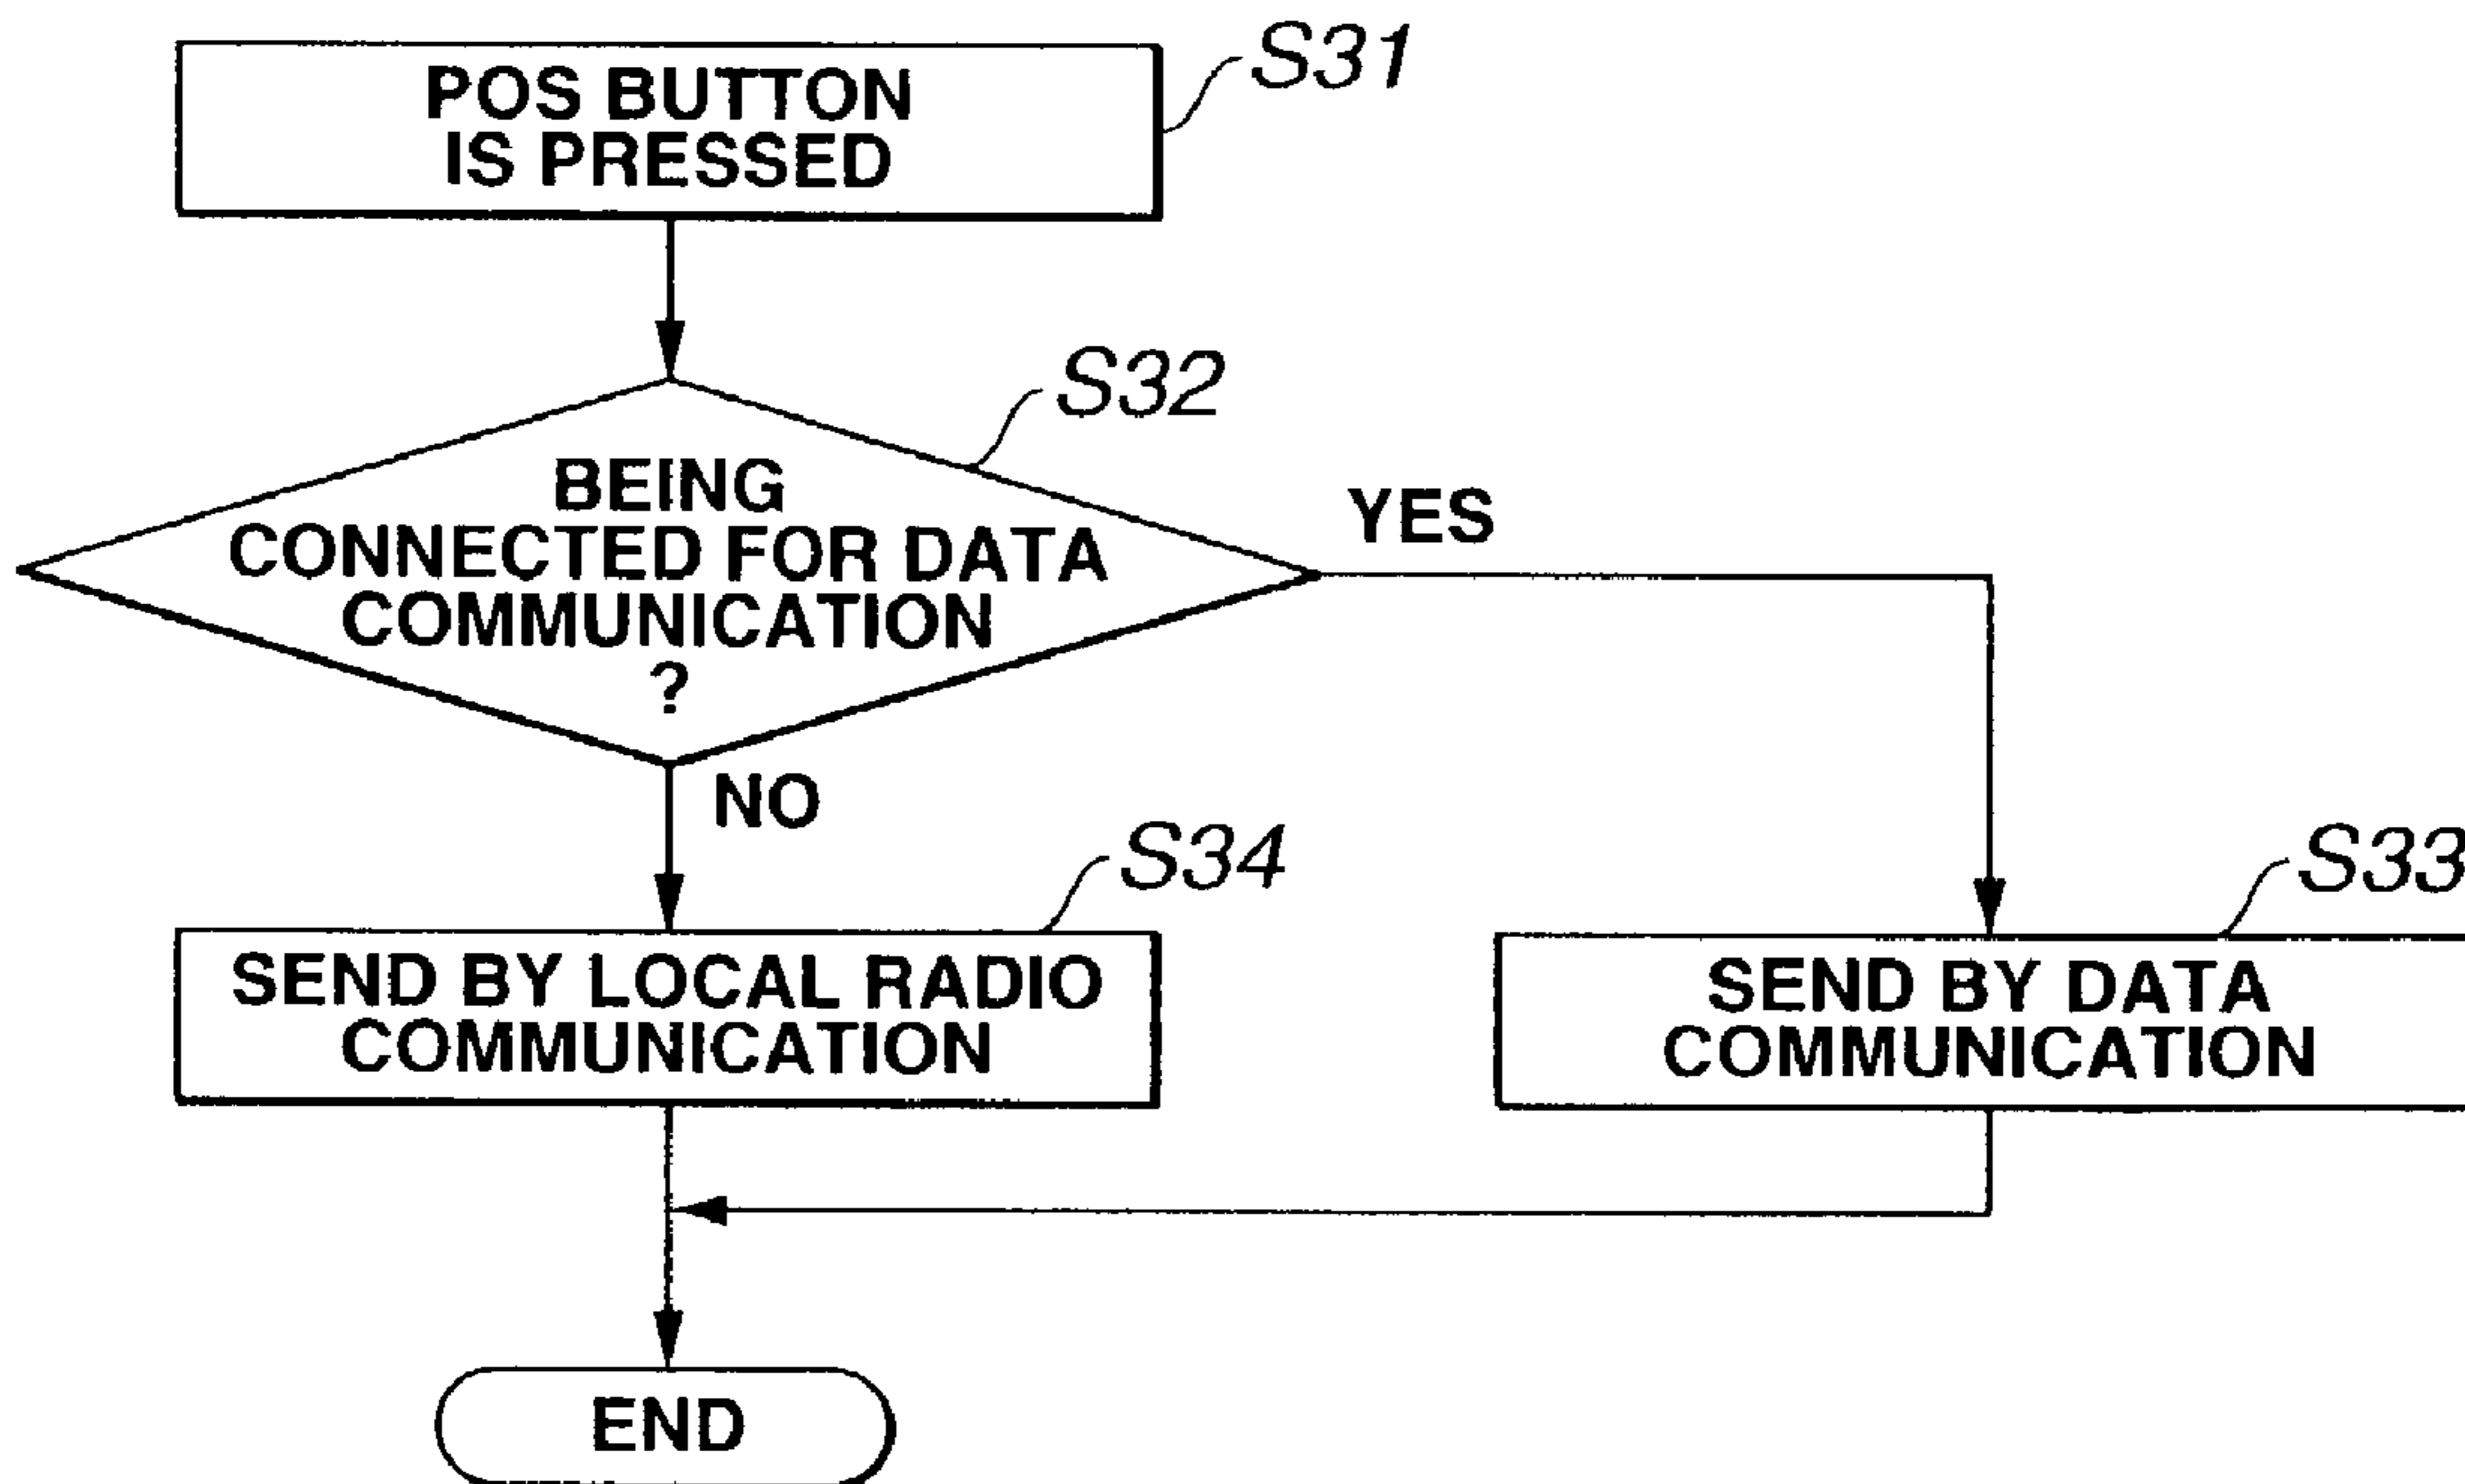 POS BUTTON
IS PRESSED
S31
S32
BEING
CONNECTED FOR DATA
COMMUNICATION
?
YES
NO
S34
SEND BY LOCAL RADIO
COMMUNICATION
S33
SEND BY DATA
COMMUNICATION
END